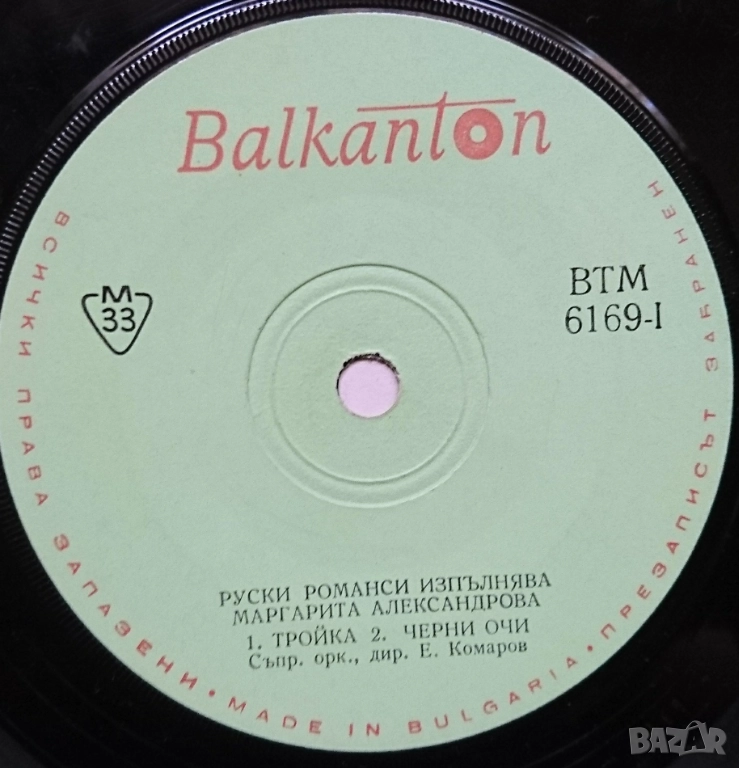 Balkanton
M
33
ВТМ
6169-I
РУСКИ РОМАНСИ ИЗПЪЛНЯВА
МАРГАРИТА АЛЕКСАНДРОВА
1. ТРОЙКА 2. ЧЕРНИ ОЧИ
Съпр. орк., дир. Е. Комаров
ВСИЧКИ ПРАВА ЗАПАЗЕНИ • MADE IN BULGARIA • ПРЕЗАПИСЪТ ЗАБРАНЕН
BAZAR